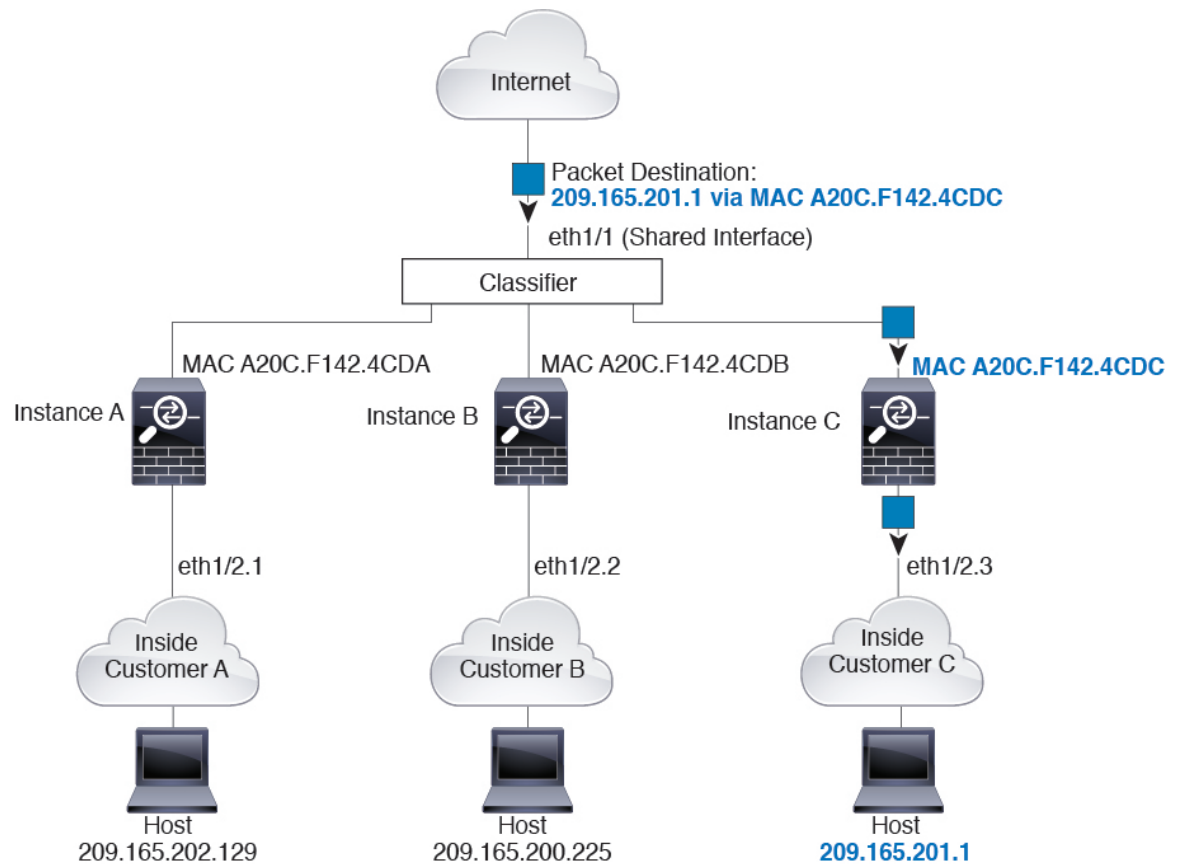 Internet
Packet Destination:
209.165.201.1 via MAC A20C.F142.4CDC
eth1/1 (Shared Interface)
Classifier
MAC A20C.F142.4CDA
MAC A20C.F142.4CDB
MAC A20C.F142.4CDC
Instance A
Instance B
Instance C
eth1/2.1
eth1/2.2
eth1/2.3
Inside
Customer A
Inside
Customer B
Inside
Customer C
Host
209.165.202.129
Host
209.165.200.225
Host
209.165.201.1